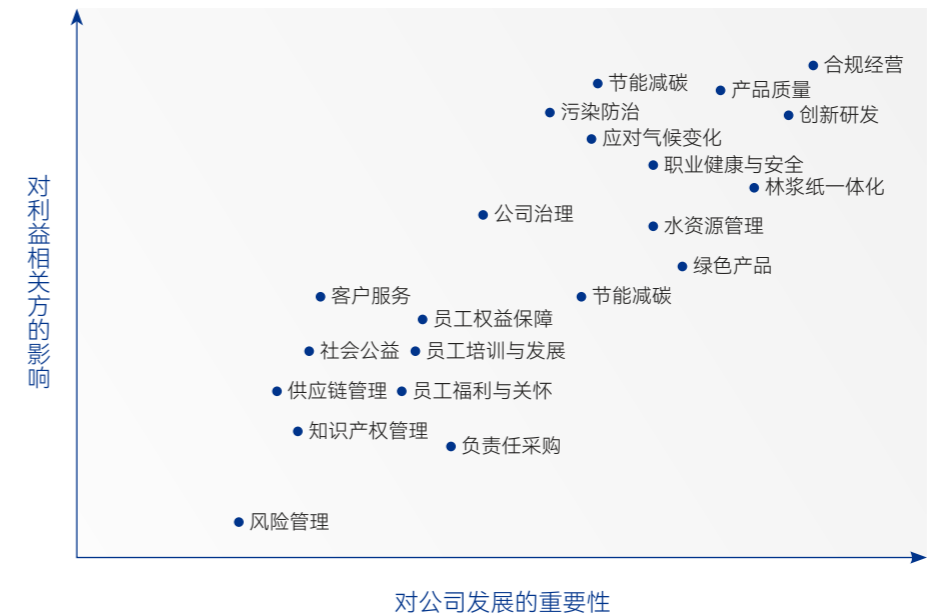 合规经营
节能减碳
产品质量
污染防治
创新研发
应对气候变化
职业健康与安全
林浆纸一体化
公司治理
水资源管理
绿色产品
客户服务
节能减碳
员工权益保障
社会公益
员工培训与发展
供应链管理
员工福利与关怀
知识产权管理
负责任采购
风险管理
对利益相关方的影响
对公司发展的重要性